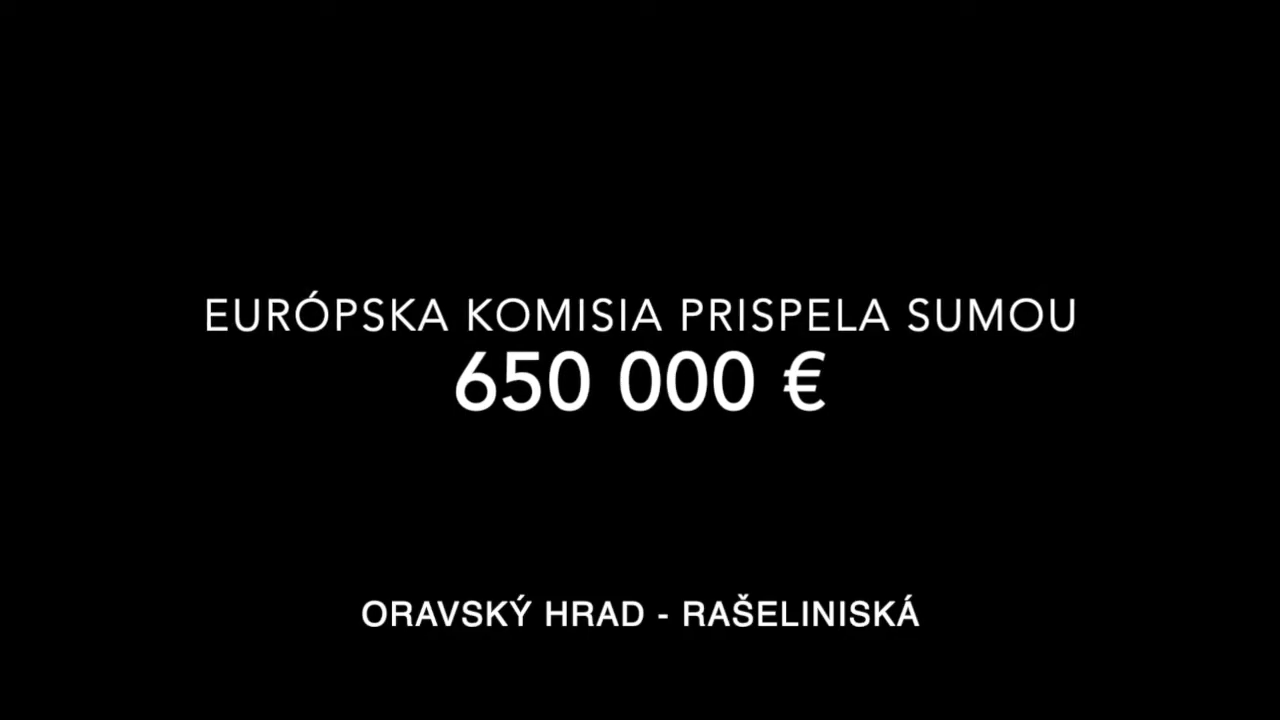 EURÓPSKA KOMISIA PRISPELA SUMOU
650 000 €
ORAVSKÝ HRAD - RAŠELINISKÁ